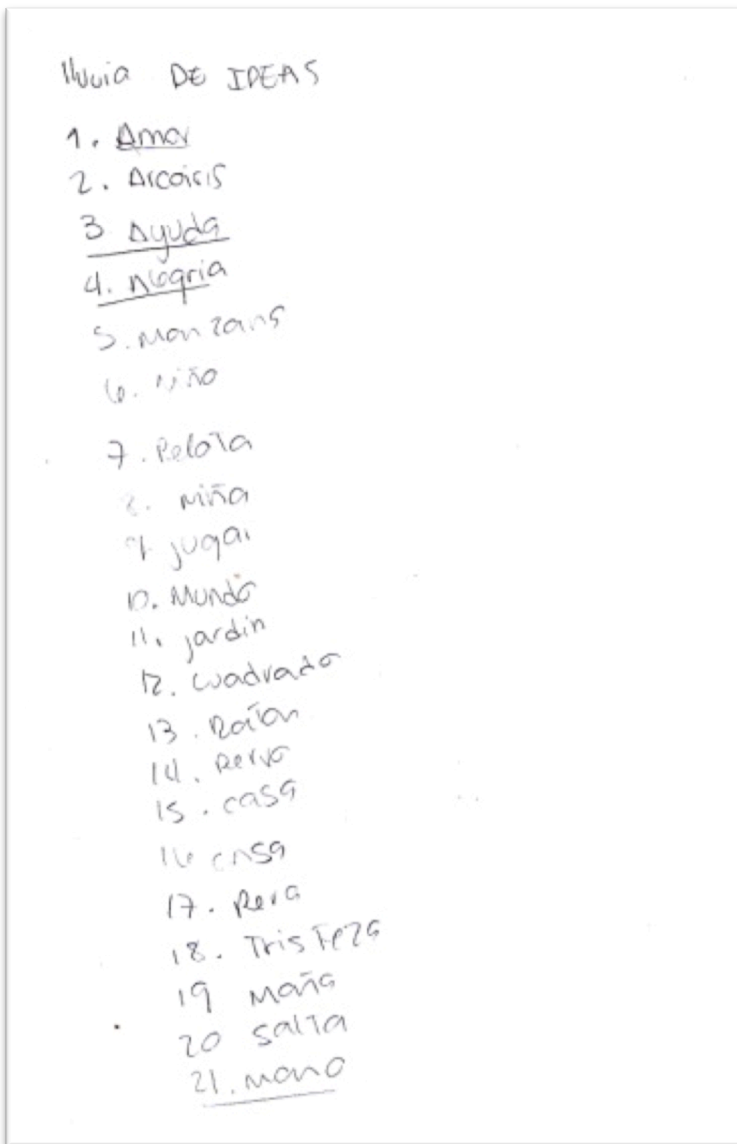 lluvia DE IDEAS
1. Amor
2. Arcoiris
3 Ayuda
4. Alegria
5. Manzana
6. niño
7. Pelota
8. niña
9 jugar
10. Mundo
11. jardin
12. cuadrado
13. Raton
14. Perro
15. casa
16 casa
17. Pera
18. Tristeza
19 Maña
20 salta
21. mano